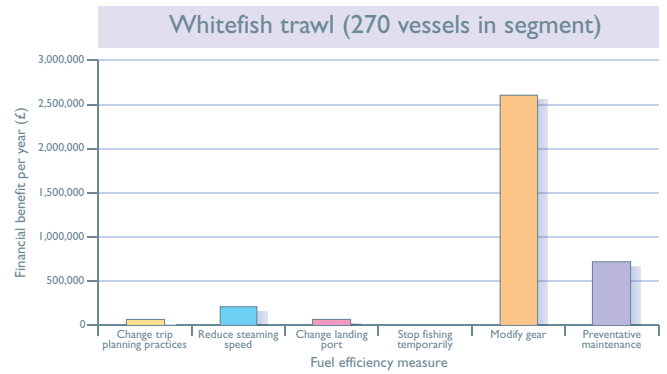 Whitefish trawl (270 vessels in segment)
Financial benefit per year (£)
3,000,000
2,500,000
2,000,000
1,500,000
1,000,000
500,000
0
Change trip
planning practices
Reduce steaming
speed
Change landing
port
Stop fishing
temporarily
Modify gear
Preventative
maintenance
Fuel efficiency measure